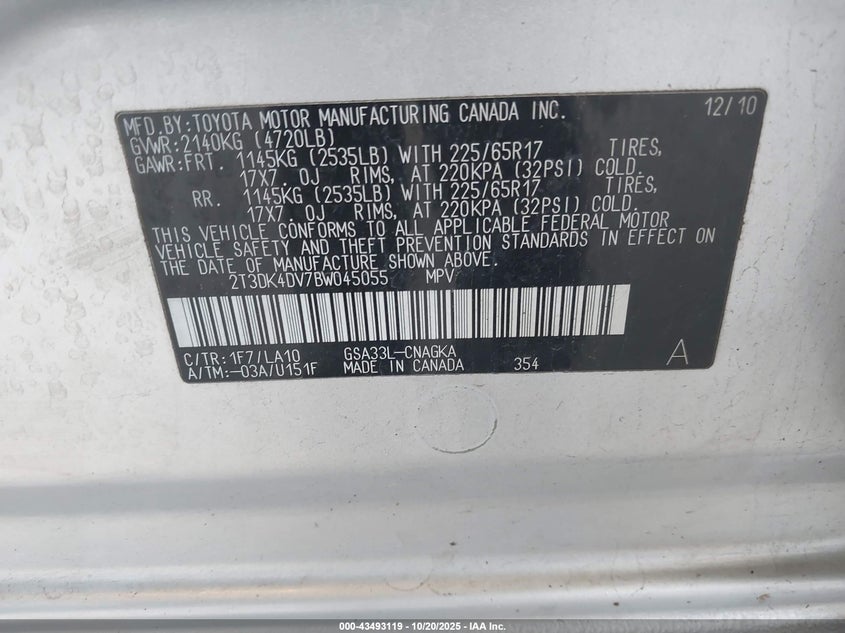 MFD.BY:TOYOTA MOTOR MANUFACTURING CANADA INC. 12/10
GVWR:2140KG (4720LB)
GAWR:FRT. 1145KG (2535LB) WITH 225/65R17 TIRES,
17X7.0J RIMS, AT 220KPA (32PSI) COLD.
RR. 1145KG (2535LB) WITH 225/65R17 TIRES,
17X7.0J RIMS, AT 220KPA (32PSI) COLD.
THIS VEHICLE CONFORMS TO ALL APPLICABLE FEDERAL MOTOR
VEHICLE SAFETY AND THEFT PREVENTION STANDARDS IN EFFECT ON
THE DATE OF MANUFACTURE SHOWN ABOVE.
2T3DK4DV7BW045055 MPV
C/TR:1F7/LA10 GSA33L-CNAGKA
A/TM:-03A/U151F MADE IN CANADA 354 A
000-43493119 - 10/20/2025 - IAA Inc.